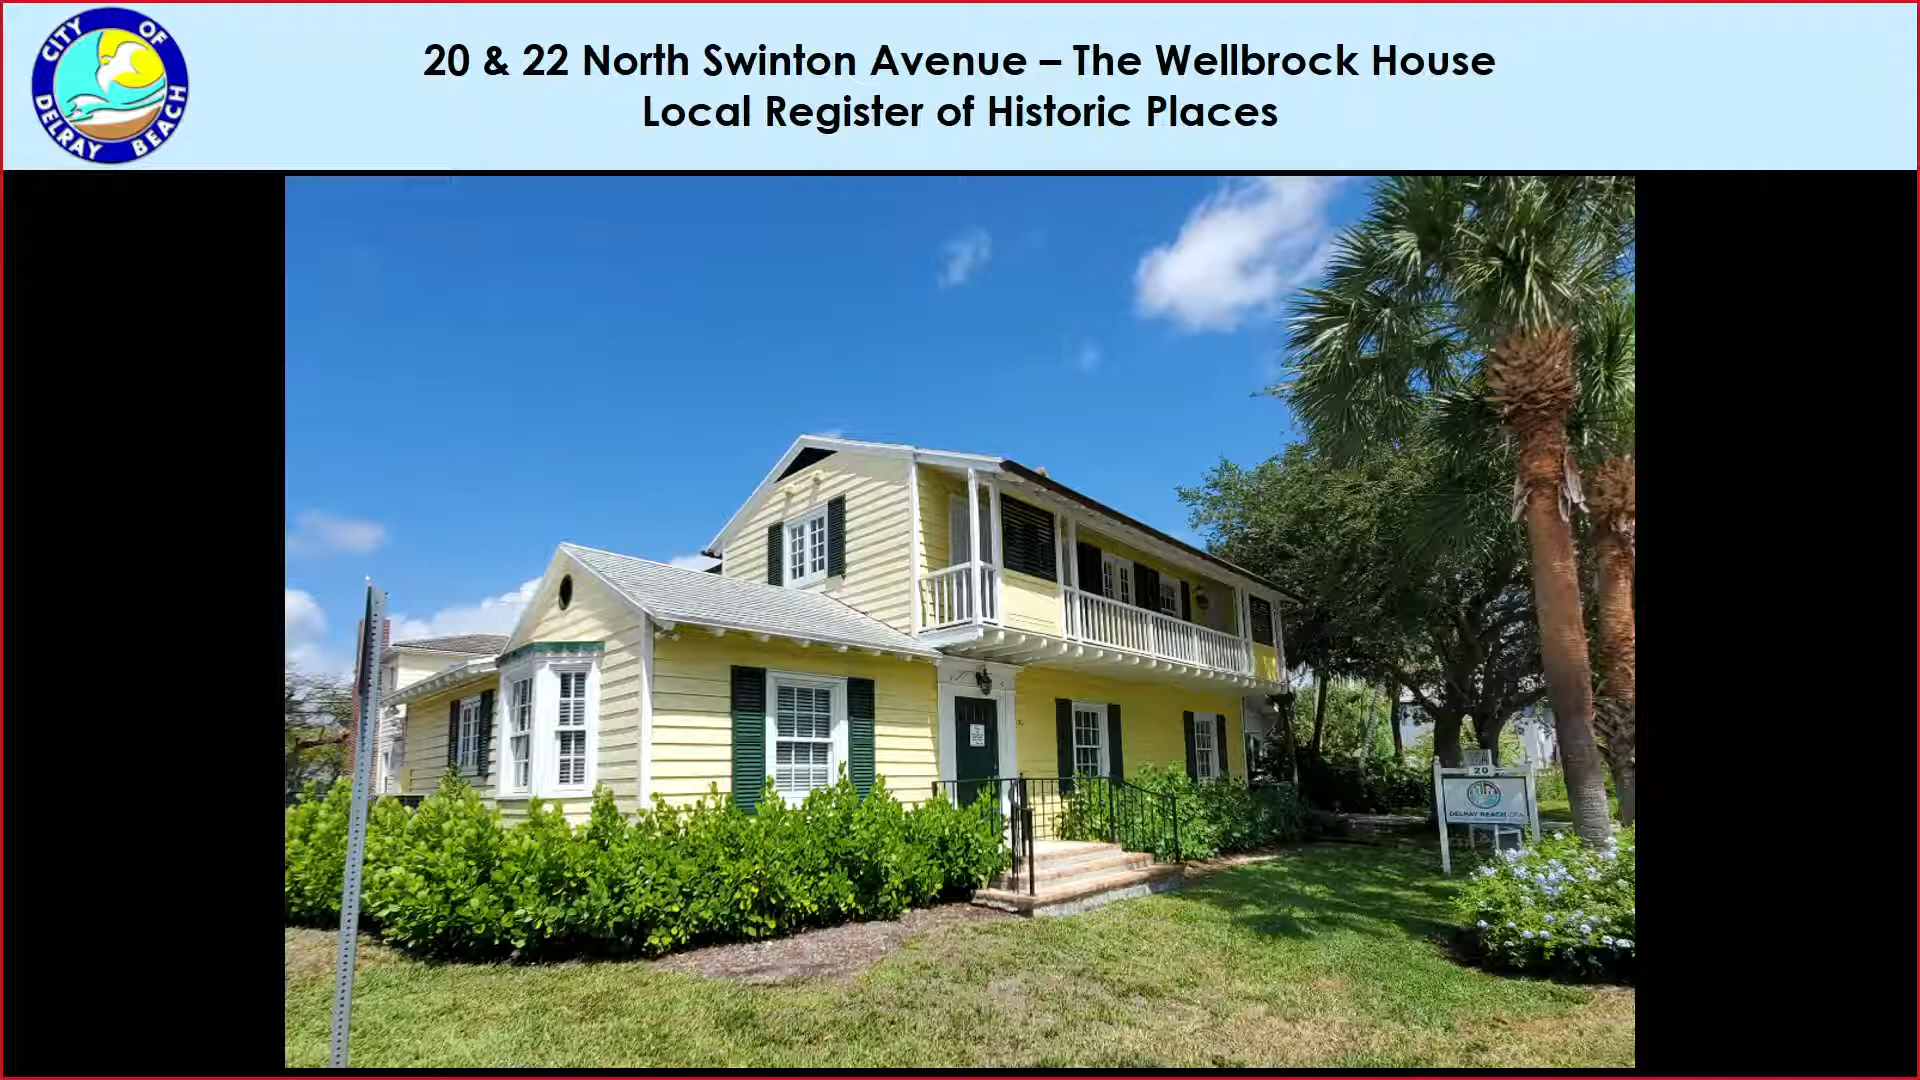 CITY OF
DELRAY BEACH
20 & 22 North Swinton Avenue – The Wellbrock House
Local Register of Historic Places
20
DELRAY BEACH CRA